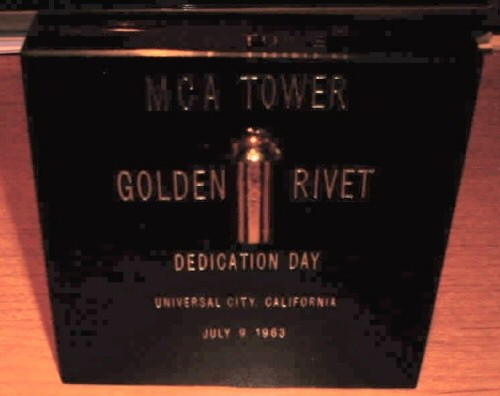 MCA TOWER
GOLDEN RIVET
DEDICATION DAY
UNIVERSAL CITY, CALIFORNIA
JULY 9 1963